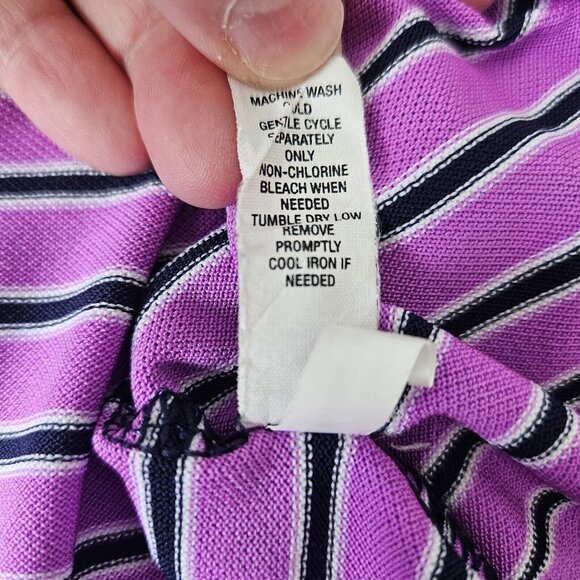 MACHINE WASH
COLD
GENTLE CYCLE
SEPARATELY
ONLY
NON-CHLORINE
BLEACH WHEN
NEEDED
TUMBLE DRY LOW
REMOVE
PROMPTLY
COOL IRON IF
NEEDED